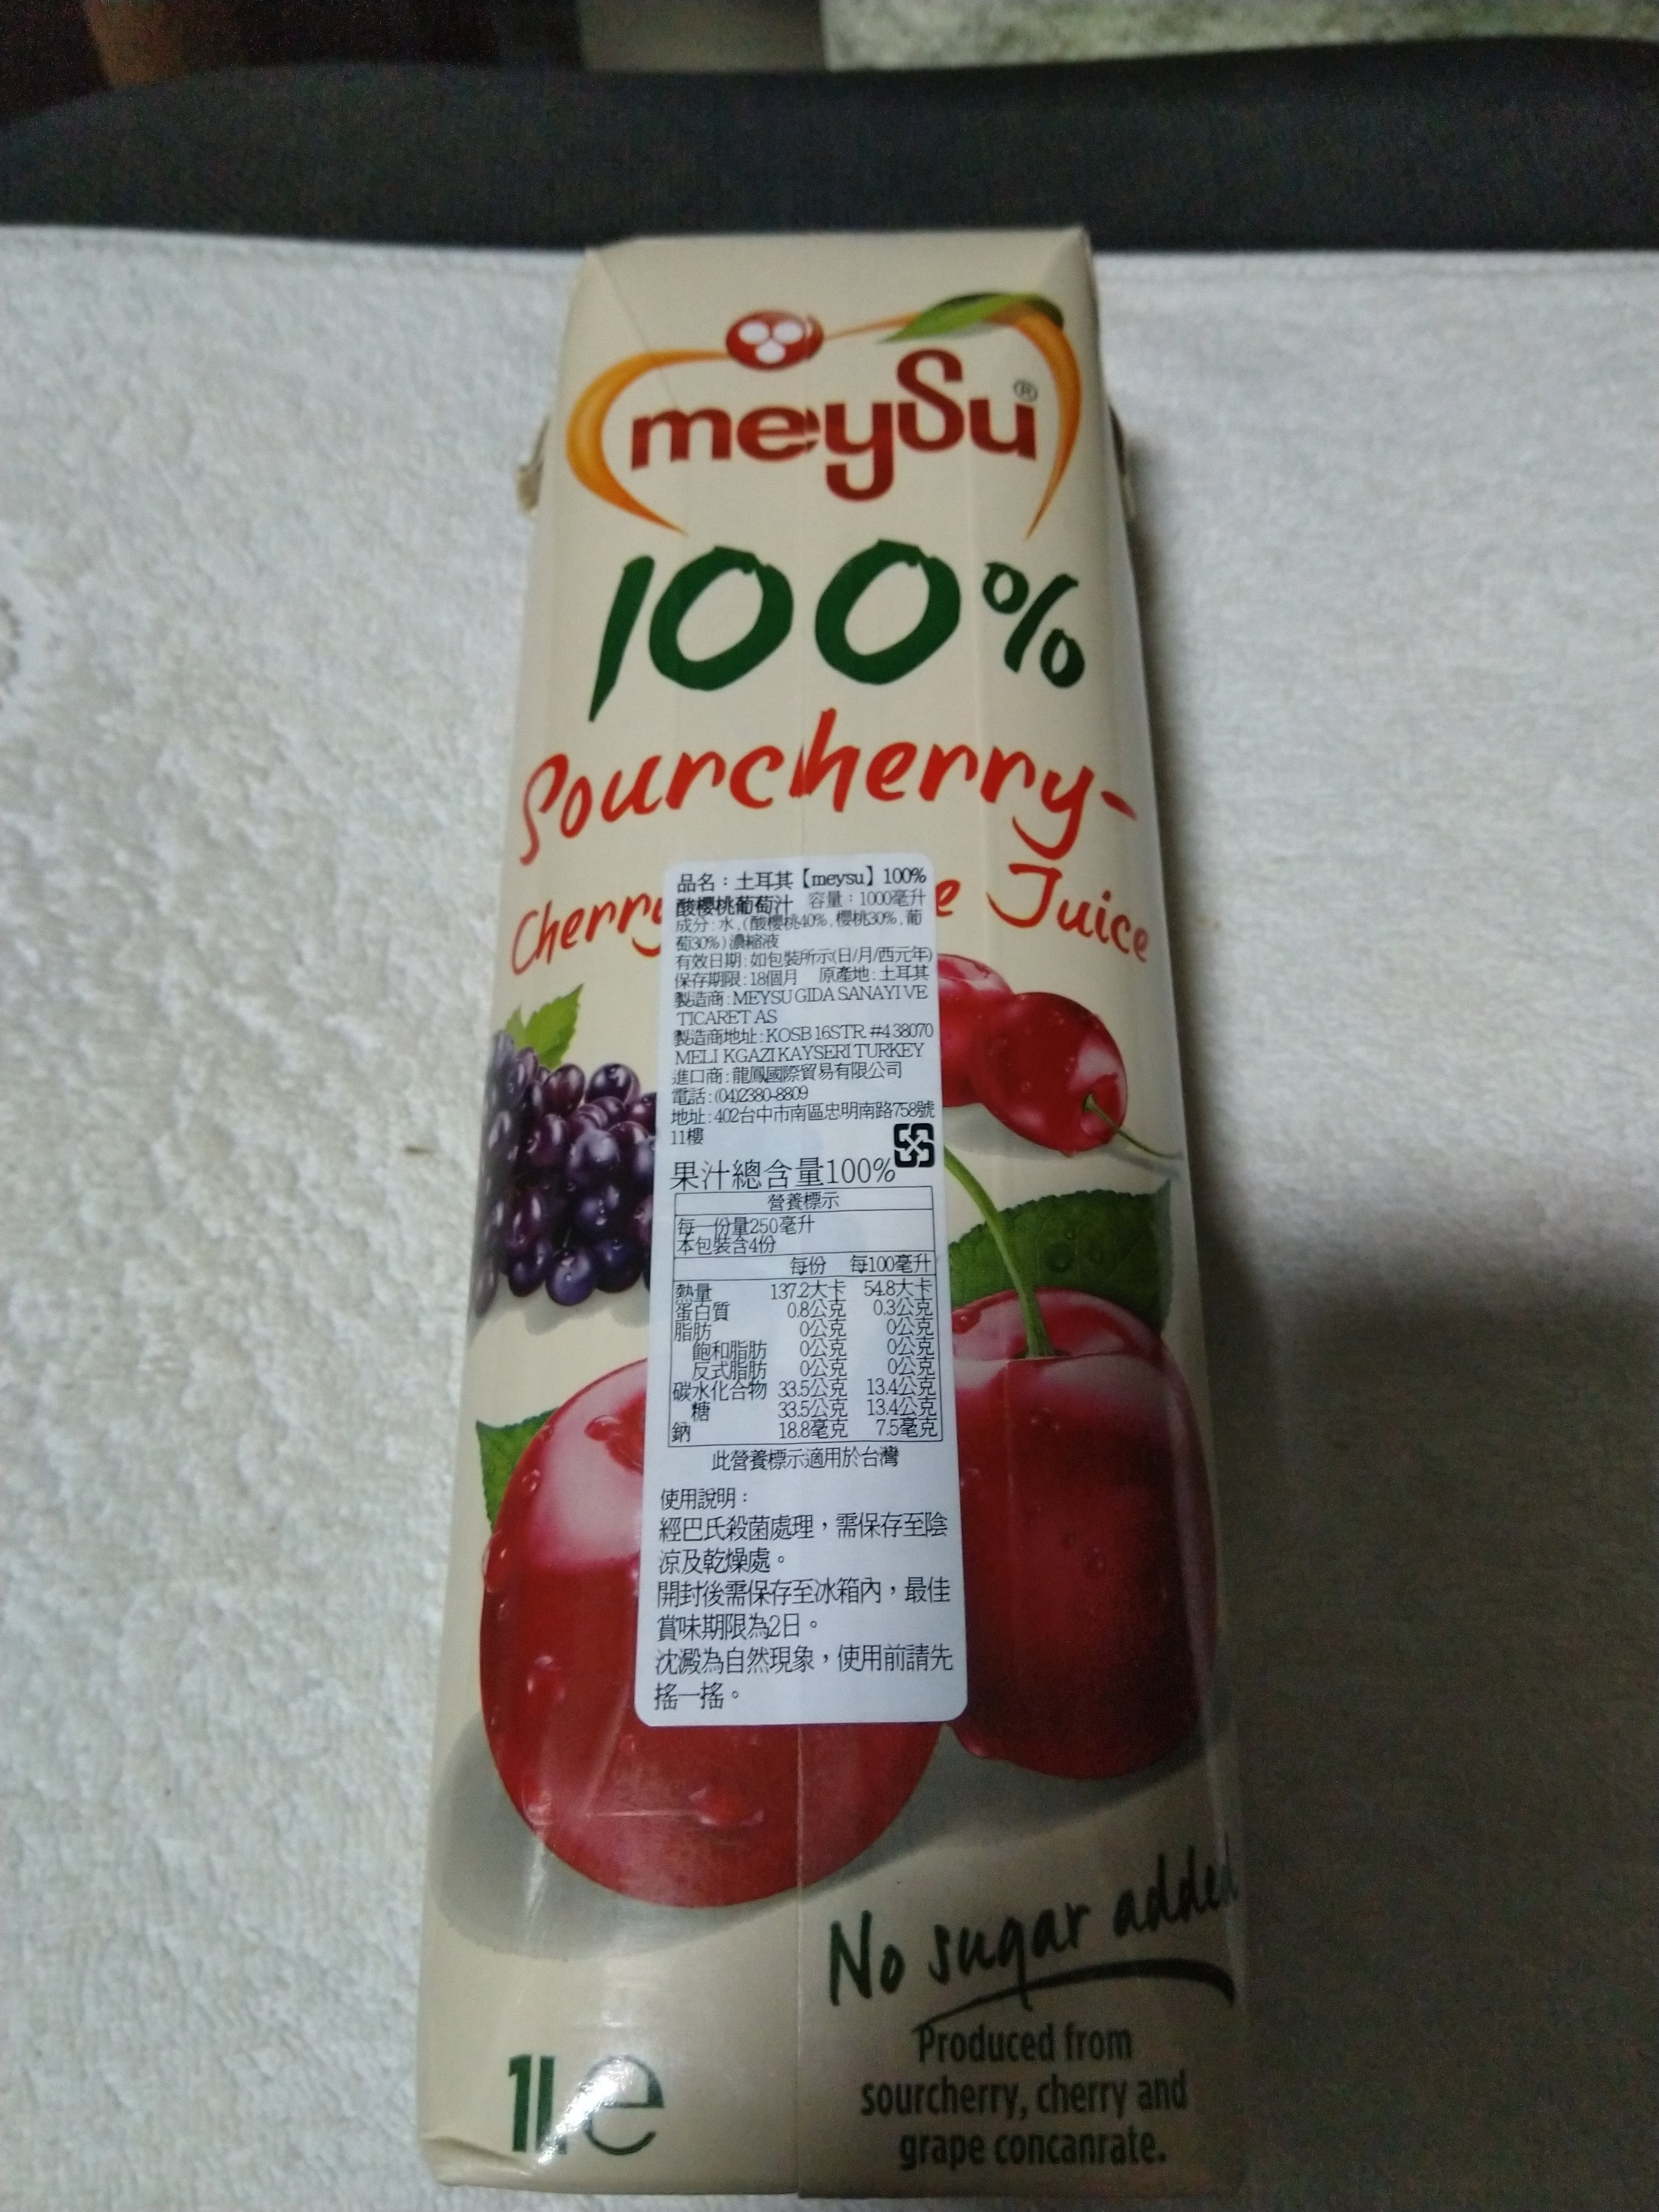 meysu®
100%
Sourcherry-
Cherry e Juice
品名：土耳其【meysu】100%
酸櫻桃葡萄汁 容量：1000毫升
成分:水,(酸櫻桃40%,櫻桃30%,葡
萄30%)濃縮液
有效日期:如包裝所示(日/月/西元年)
保存期限:18個月 原產地:土耳其
製造商:MEYSU GIDA SANAYI VE
TICARET AS
製造商地址:KOSB 16STR. #4 38070
MELI KGAZI KAYSERI TURKEY
進口商:龍鳳國際貿易有限公司
電話:(04)2380-8809
地址:402台中市南區忠明南路758號
11樓
果汁總含量100%
營養標示
每一份量250毫升
本包裝含4份
每份 每100毫升
熱量 137.2大卡 54.8大卡
蛋白質 0.8公克 0.3公克
脂肪 0公克 0公克
飽和脂肪 0公克 0公克
反式脂肪 0公克 0公克
碳水化合物 33.5公克 13.4公克
糖 33.5公克 13.4公克
鈉 18.8毫克 7.5毫克
此營養標示適用於台灣
使用說明：
經巴氏殺菌處理，需保存至陰
涼及乾燥處。
開封後需保存至冰箱內，最佳
賞味期限為2日。
沈澱為自然現象，使用前請先
搖一搖。
No sugar added
Produced from
sourcherry, cherry and
grape concanrate.
1L e